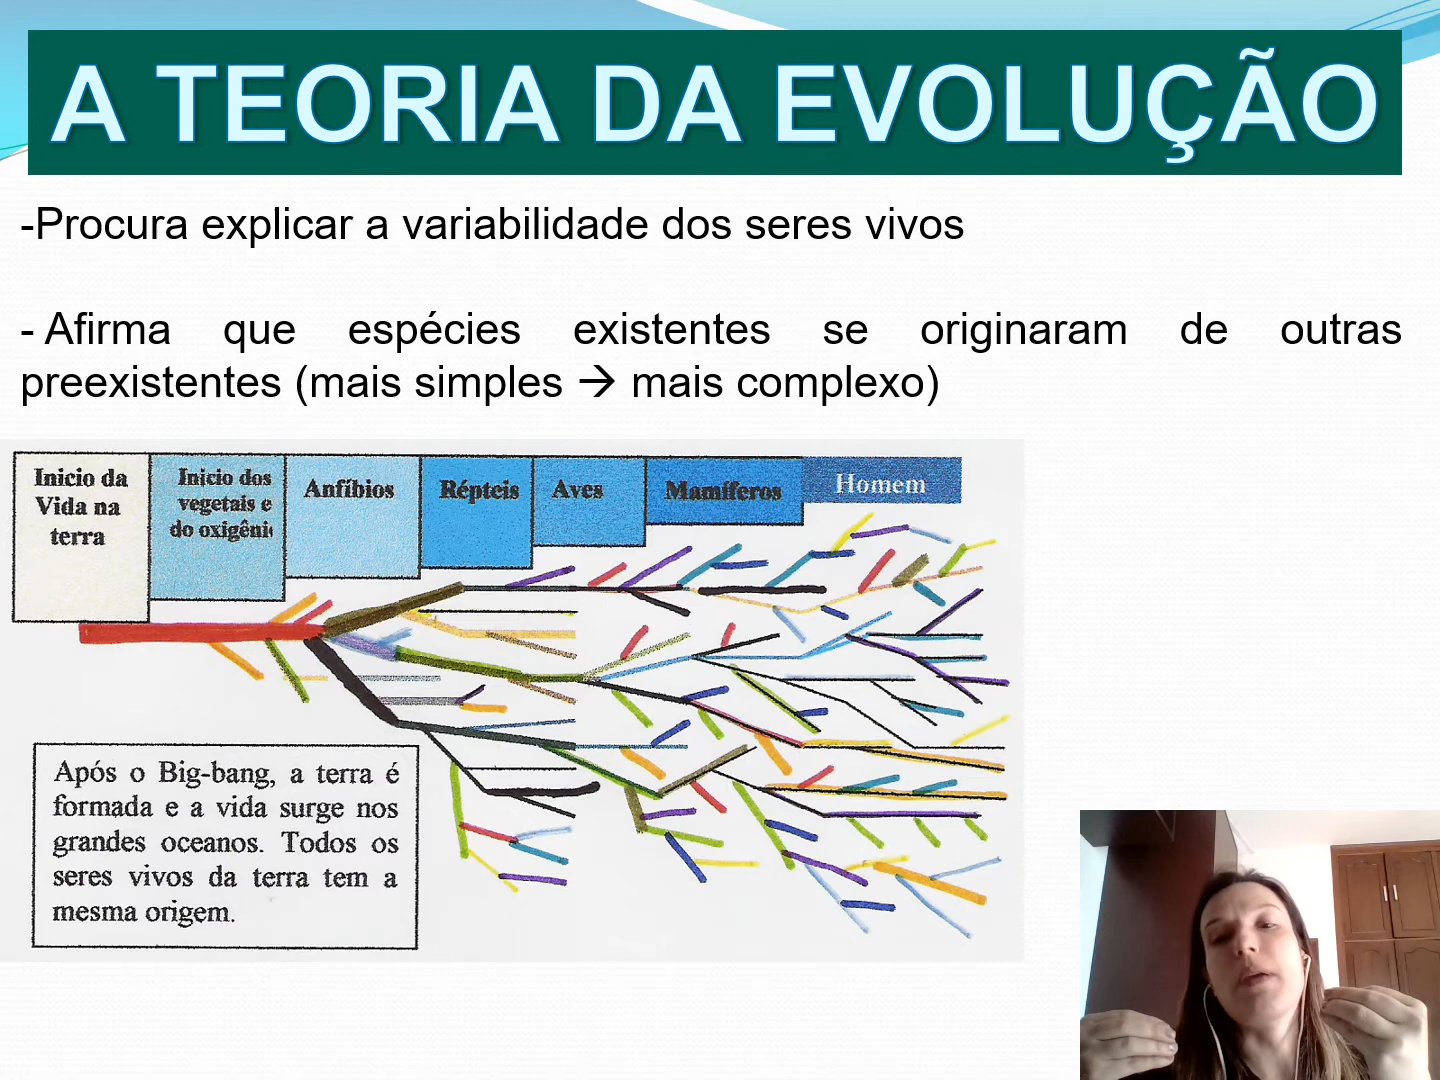 A TEORIA DA EVOLUÇÃO
-Procura explicar a variabilidade dos seres vivos
- Afirma que espécies existentes se originaram de outras
preexistentes (mais simples → mais complexo)
Inicio da
Vida na
terra
Inicio dos
vegetais e
do oxigêni
Anfíbios
Répteis
Aves
Mamíferos
Homem
Após o Big-bang, a terra é
formada e a vida surge nos
grandes oceanos. Todos os
seres vivos da terra tem a
mesma origem.